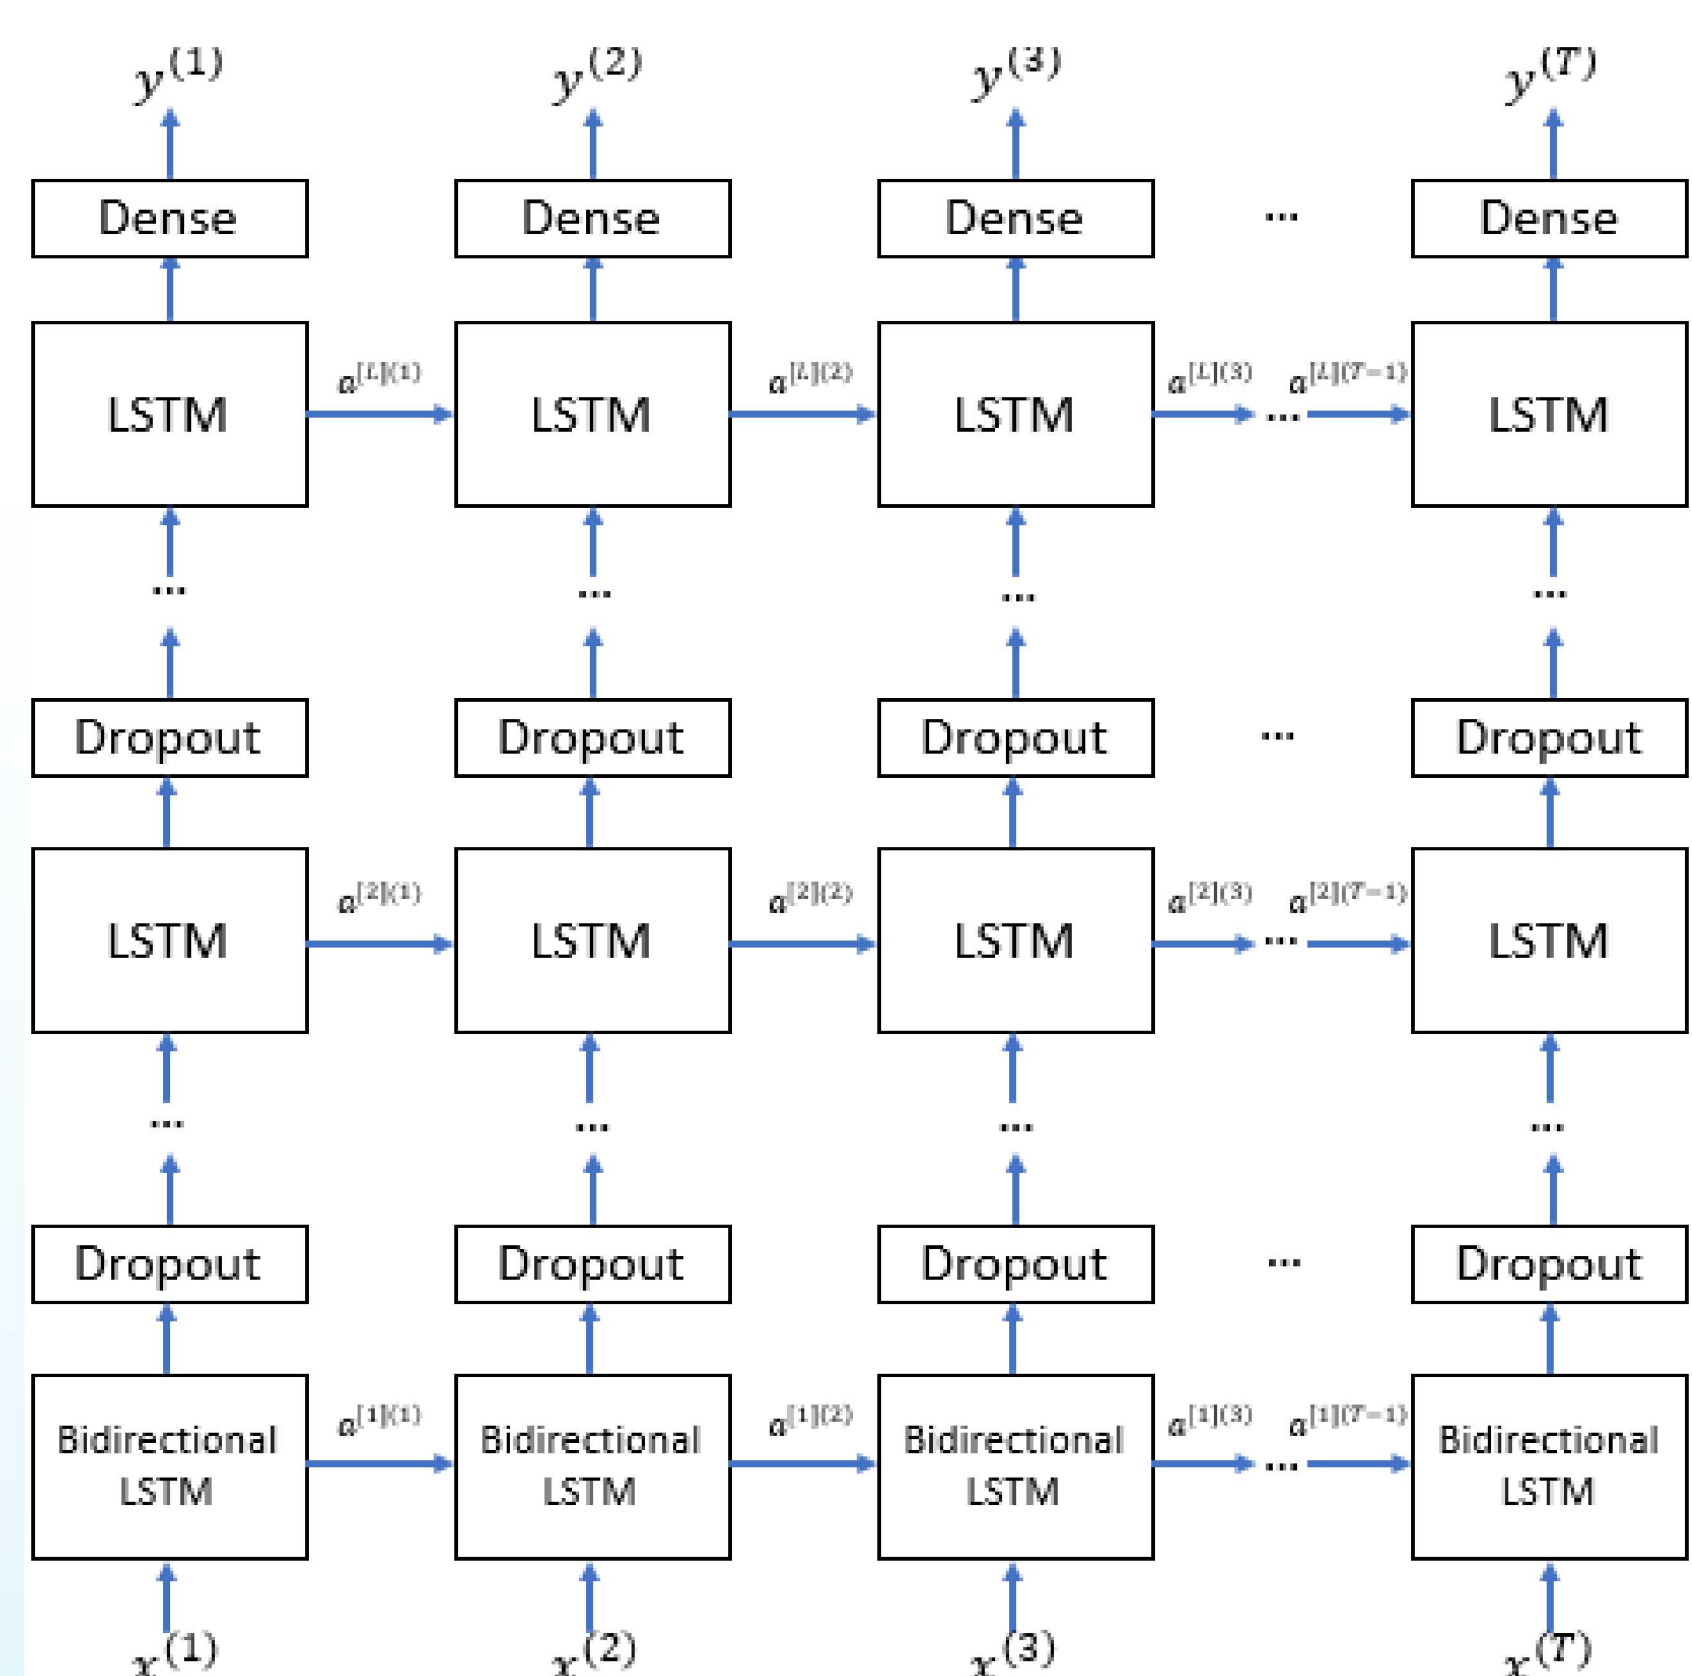 y(1) y(2) y(3) y(T)
Dense Dense Dense ... Dense
a[L](1) a[L](2) a[L](3) a[L](T−1)
LSTM LSTM LSTM ... LSTM
... ... ... ...
Dropout Dropout Dropout ... Dropout
a[2](1) a[2](2) a[2](3) a[2](T−1)
LSTM LSTM LSTM ... LSTM
... ... ... ...
Dropout Dropout Dropout ... Dropout
a[1](1) a[1](2) a[1](3) a[1](T−1)
Bidirectional Bidirectional Bidirectional ... Bidirectional
LSTM LSTM LSTM LSTM
x(1) x(2) x(3) x(T)